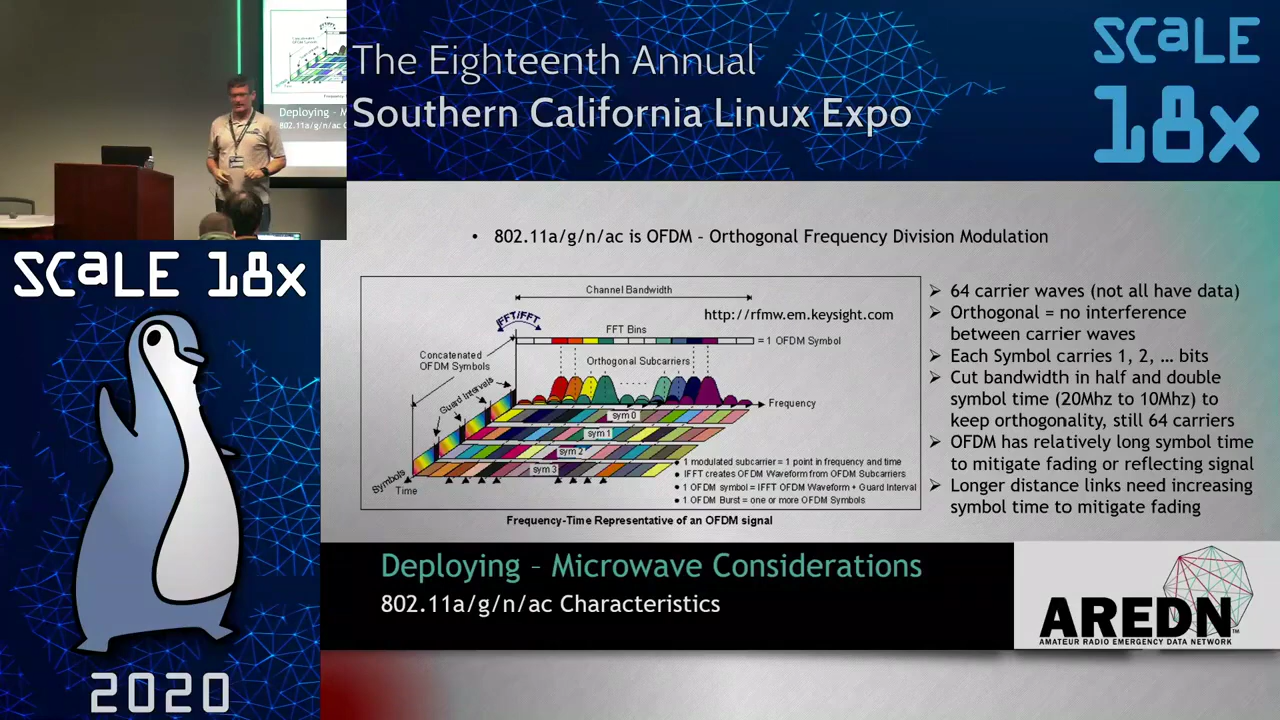 The Eighteenth Annual
Southern California Linux Expo
SCaLE
18x
Deploying - M
802.11a/g/n/ac C
SCaLE 18x
2020
• 802.11a/g/n/ac is OFDM - Orthogonal Frequency Division Modulation
Channel Bandwidth
http://rfmw.em.keysight.com
IFFT/FFT
FFT Bins
= 1 OFDM Symbol
Concatenated
OFDM Symbols
Orthogonal Subcarriers
Guard Intervals
Frequency
sym 0
sym 1
sym 2
sym 3
Symbols
Time
1 modulated subcarrier = 1 point in frequency and time
IFFT creates OFDM Waveform from OFDM Subcarriers
1 OFDM symbol = IFFT OFDM Waveform + Guard Interval
1 OFDM Burst = one or more OFDM Symbols
Frequency-Time Representative of an OFDM signal
➢ 64 carrier waves (not all have data)
➢ Orthogonal = no interference
between carrier waves
➢ Each Symbol carries 1, 2, … bits
➢ Cut bandwidth in half and double
symbol time (20Mhz to 10Mhz) to
keep orthogonality, still 64 carriers
➢ OFDM has relatively long symbol time
to mitigate fading or reflecting signal
➢ Longer distance links need increasing
symbol time to mitigate fading
Deploying – Microwave Considerations
802.11a/g/n/ac Characteristics
AREDN™
AMATEUR RADIO EMERGENCY DATA NETWORK